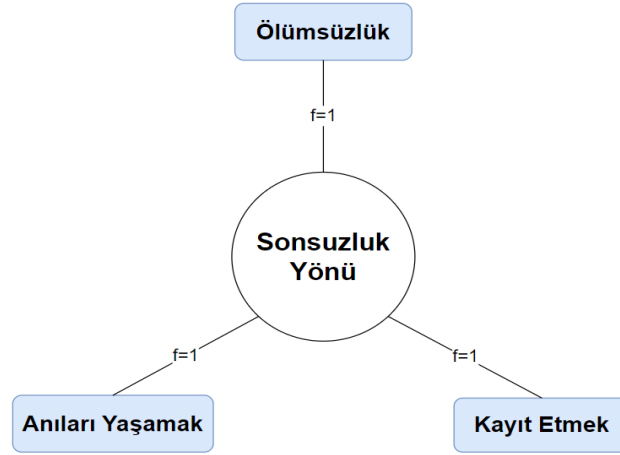 Ölümsüzlük
f=1
Sonsuzluk
Yönü
f=1
f=1
Anıları Yaşamak
Kayıt Etmek